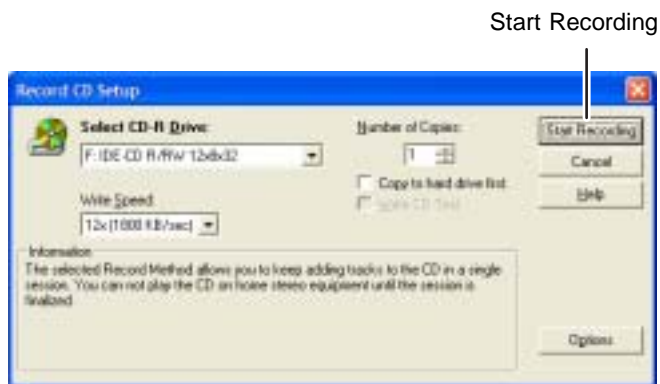 Start Recording
Record CD Setup
Select CD-R Drive:
F: IDE-CD R/RW 12x8x32
Write Speed:
12x (1800 KB/sec)
Number of Copies:
1
Copy to hard drive first
Start Recording
Cancel
Help
Information
The selected Record Method allows you to keep adding tracks to the CD in a single
session. You can not play the CD on home stereo equipment until the session is
finalized
Options